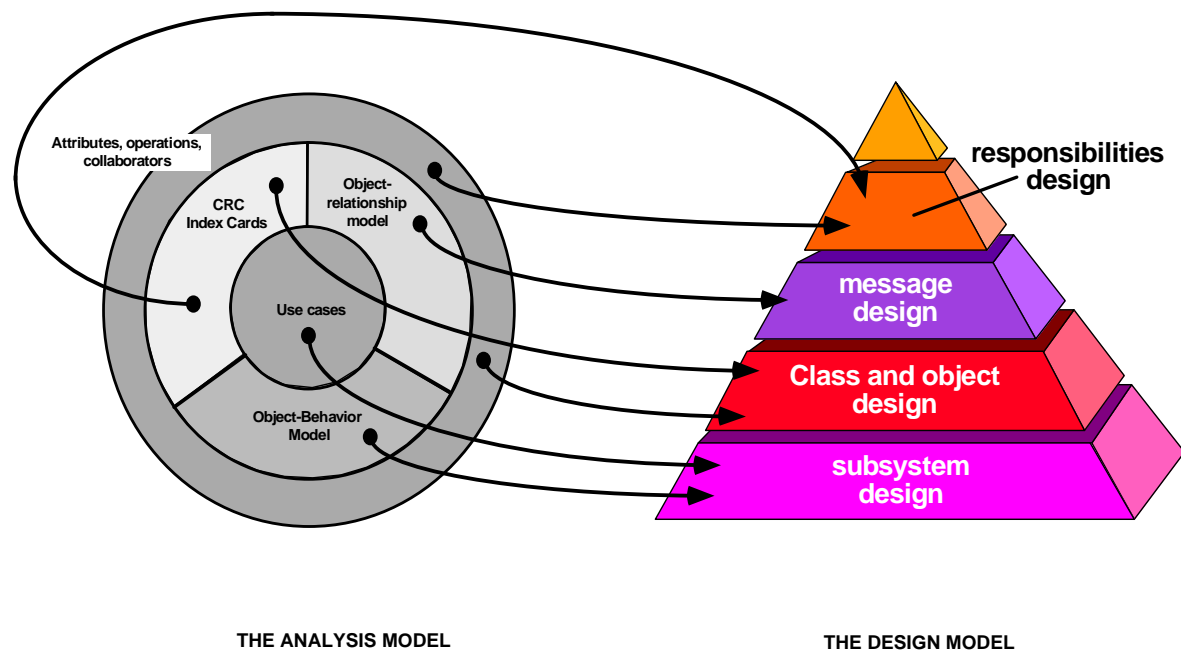 Attributes, operations,
collaborators
CRC
Index Cards
Object-
relationship
model
Use cases
Object-Behavior
Model
responsibilities
design
message
design
Class and object
design
subsystem
design
THE ANALYSIS MODEL
THE DESIGN MODEL